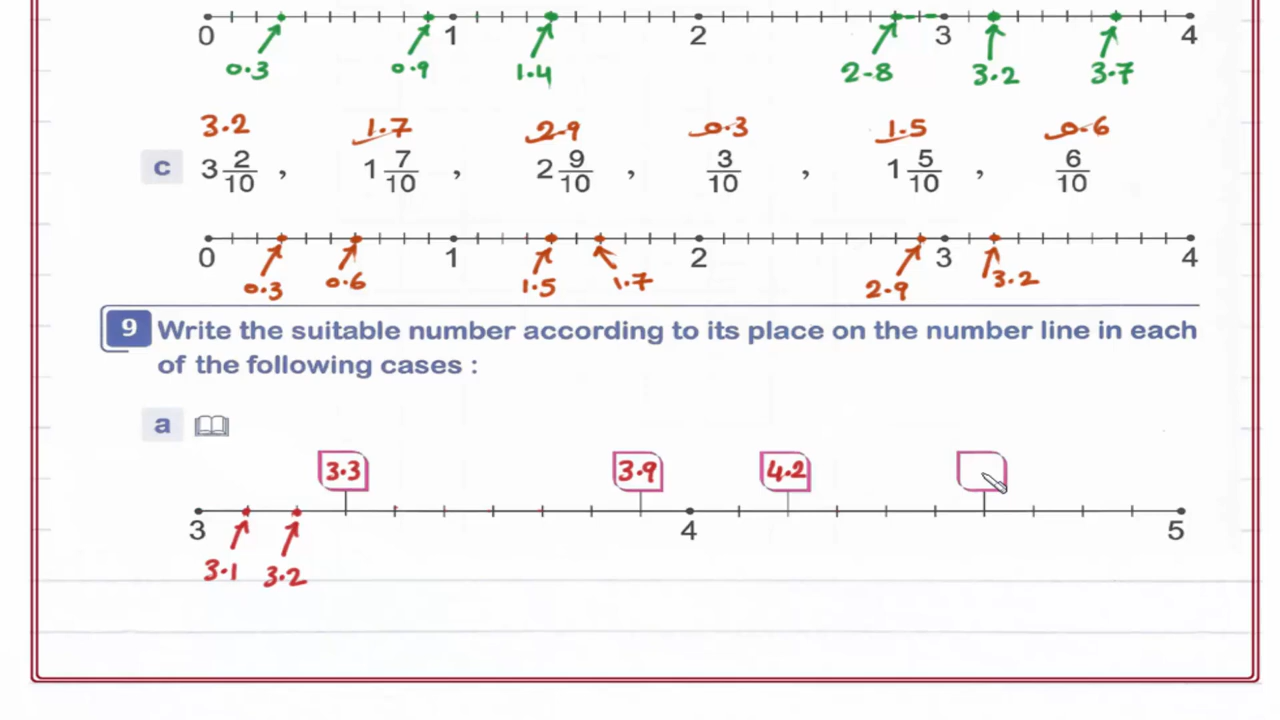 0 1 2 3 4
0.3 0.9 1.4 2.8 3.2 3.7
3.2 1.7 2.9 0.3 1.5 0.6
c 3 2/10 , 1 7/10 , 2 9/10 , 3/10 , 1 5/10 , 6/10
0 1 2 3 4
0.3 0.6 1.5 1.7 2.9 3.2
9 Write the suitable number according to its place on the number line in each
of the following cases :
a
3.3 3.9 4.2
3 4 5
3.1 3.2